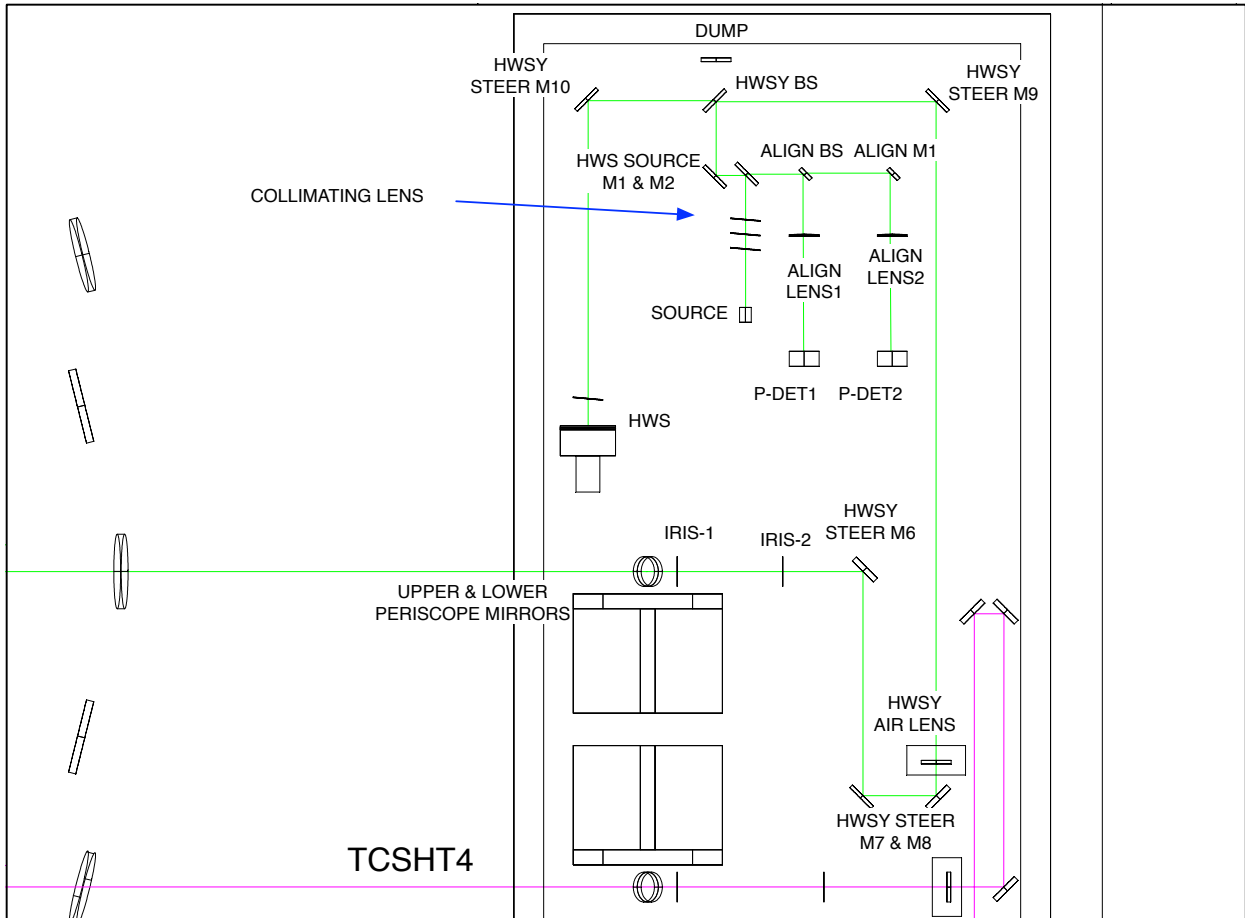 DUMP
HWSY
STEER M10
HWSY BS
HWSY
STEER M9
HWS SOURCE
M1 & M2
ALIGN BS
ALIGN M1
COLLIMATING LENS
ALIGN
LENS1
ALIGN
LENS2
SOURCE
P-DET1
P-DET2
HWS
HWSY
STEER M6
IRIS-1
IRIS-2
UPPER & LOWER
PERISCOPE MIRRORS
HWSY
AIR LENS
HWSY STEER
M7 & M8
TCSHT4